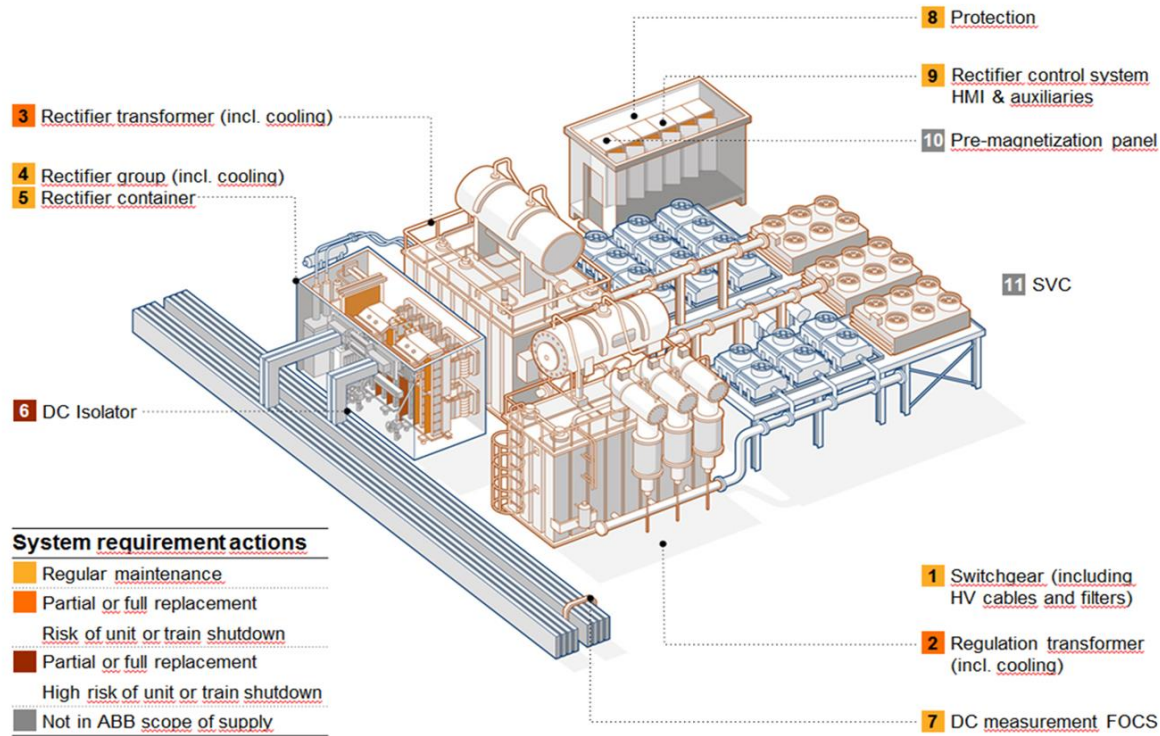 8 Protection
9 Rectifier control system
HMI & auxiliaries
3 Rectifier transformer (incl. cooling)
10 Pre-magnetization panel
4 Rectifier group (incl. cooling)
5 Rectifier container
11 SVC
6 DC Isolator
System requirement actions
Regular maintenance
Partial or full replacement
Risk of unit or train shutdown
Partial or full replacement
High risk of unit or train shutdown
Not in ABB scope of supply
1 Switchgear (including
HV cables and filters)
2 Regulation transformer
(incl. cooling)
7 DC measurement FOCS